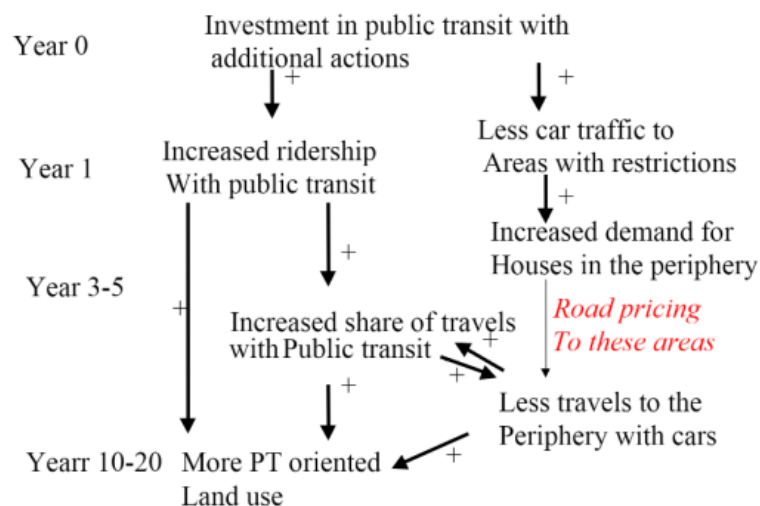 Investment in public transit with
additional actions
Year 0
+
+
Less car traffic to
Areas with restrictions
Increased ridership
With public transit
Year 1
+
Increased demand for
Houses in the periphery
+
Year 3-5
+
Road pricing
To these areas
Increased share of travels
with Public transit
+
+
+
Less travels to the
Periphery with cars
+
Yearr 10-20
More PT oriented
Land use